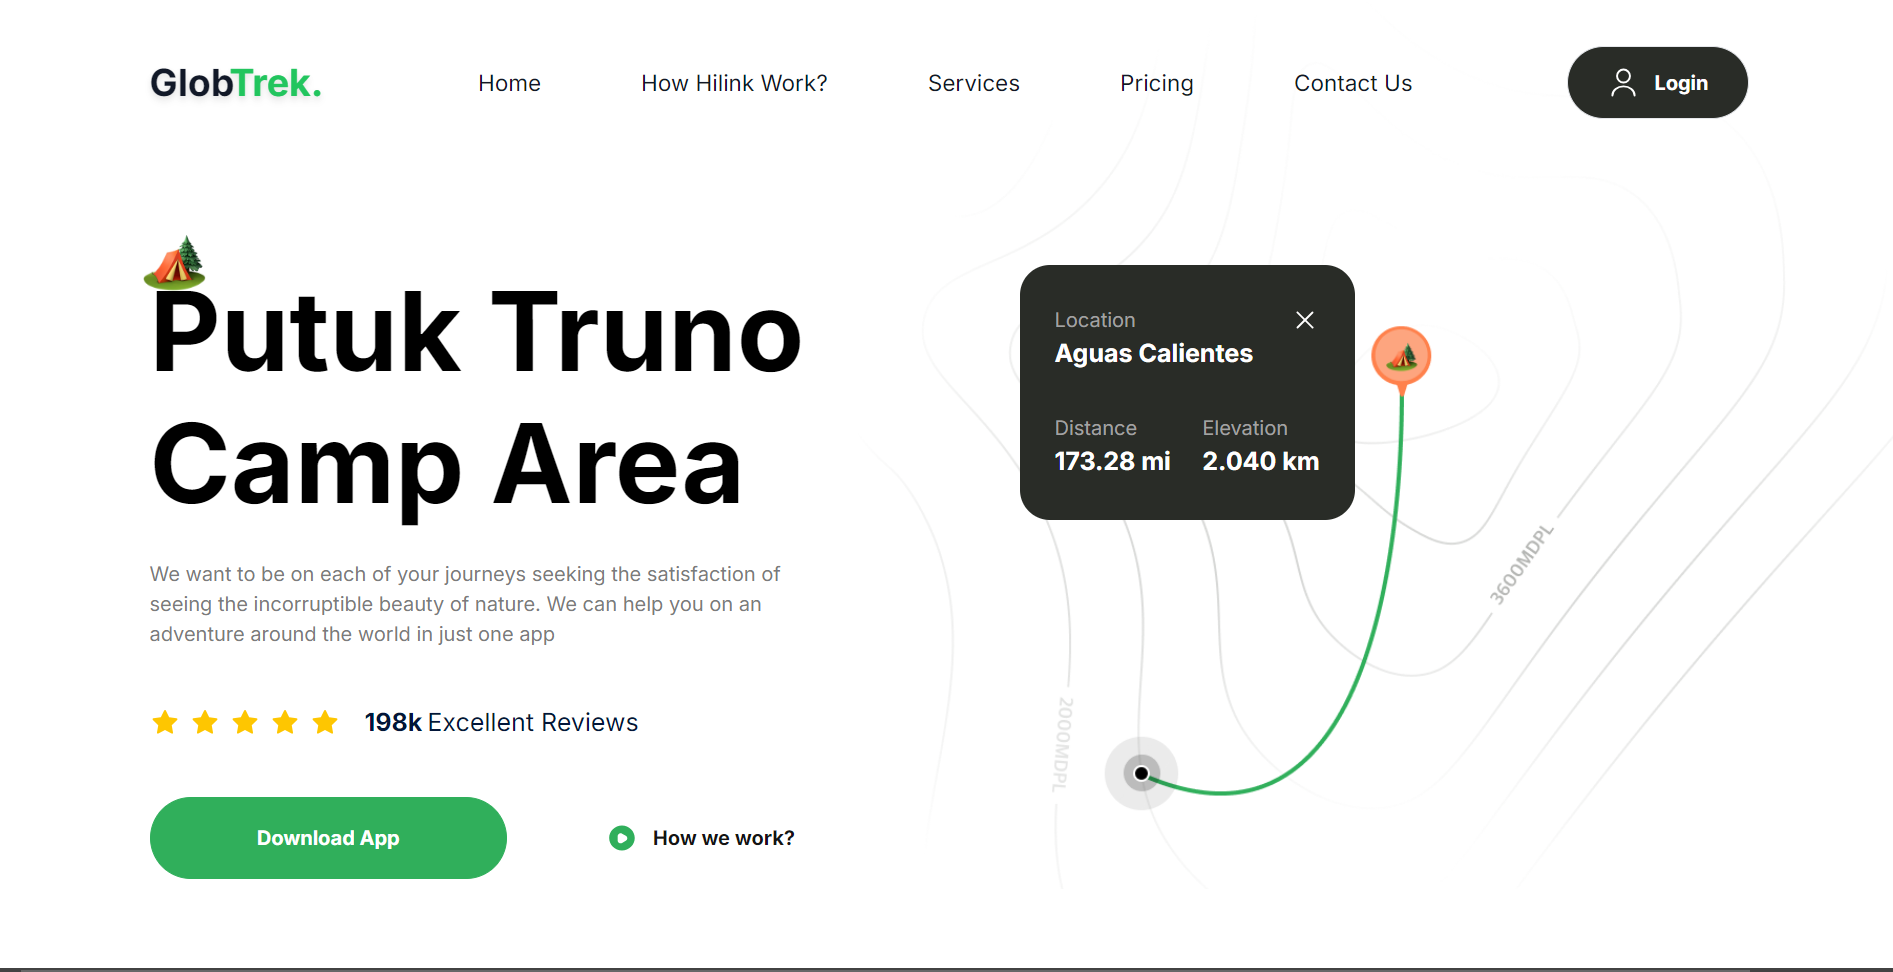 GlobTrek.
Home
How Hilink Work?
Services
Pricing
Contact Us
Login
Putuk Truno
Camp Area
We want to be on each of your journeys seeking the satisfaction of
seeing the incorruptible beauty of nature. We can help you on an
adventure around the world in just one app
198k Excellent Reviews
Download App
How we work?
Location
Aguas Calientes
Distance
173.28 mi
Elevation
2.040 km
3600MDPL
2000MDPL